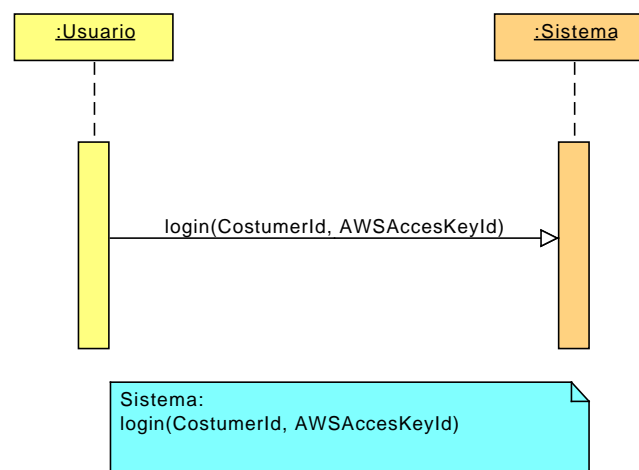 :Usuario
:Sistema
login(CostumerId, AWSAccesKeyId)
Sistema:
login(CostumerId, AWSAccesKeyId)